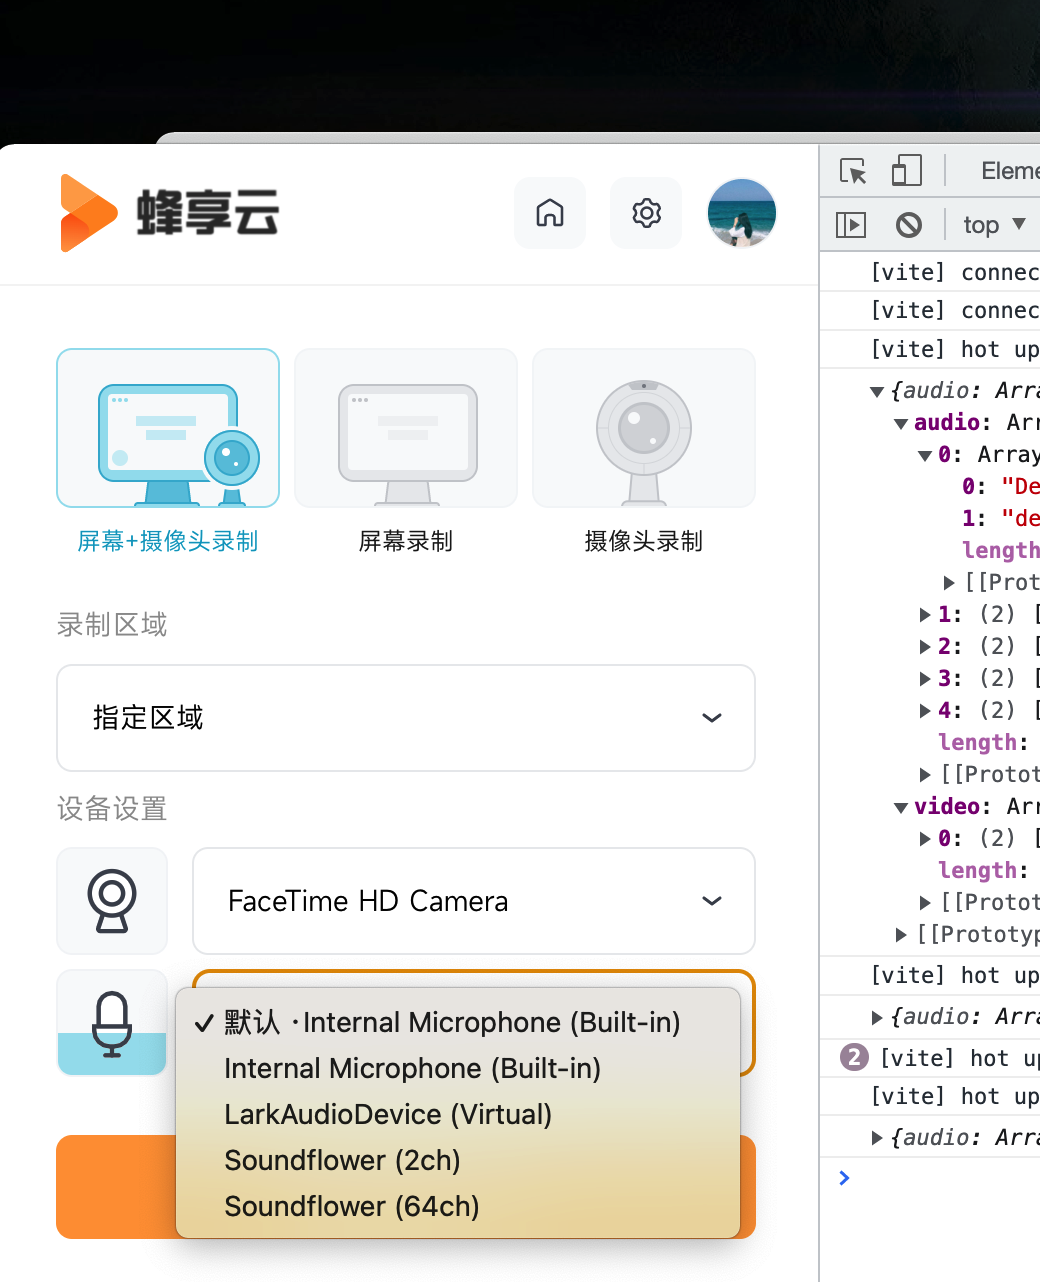 蜂享云
屏幕+摄像头录制
屏幕录制
摄像头录制
录制区域
指定区域
设备设置
FaceTime HD Camera
✓ 默认 · Internal Microphone (Built-in)
Internal Microphone (Built-in)
LarkAudioDevice (Virtual)
Soundflower (2ch)
Soundflower (64ch)
Eleme
top ▼
[vite] connec
[vite] connec
[vite] hot up
▼ {audio: Arra
▼ audio: Arr
▼ 0: Array
0: "De
1: "de
length
▶ [[Prot
▶ 1: (2) [
▶ 2: (2) [
▶ 3: (2) [
▶ 4: (2) [
length:
▶ [[Protot
▼ video: Arr
▶ 0: (2) [
length:
▶ [[Protot
▶ [[Prototyp
[vite] hot up
▶ {audio: Arra
2 [vite] hot up
[vite] hot up
▶ {audio: Arra